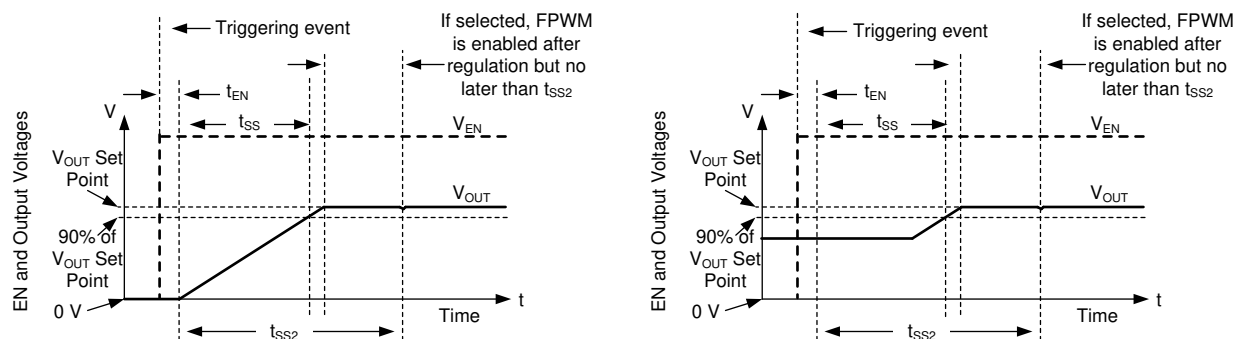 Triggering event
If selected, FPWM
is enabled after
regulation but no
later than tSS2
tEN
V
tSS
VEN
VOUT Set
Point
VOUT
90% of
VOUT Set
Point
0 V
t
Time
tSS2
EN and Output Voltages
Triggering event
If selected, FPWM
is enabled after
regulation but no
later than tSS2
tEN
V
tSS
VEN
VOUT Set
Point
VOUT
90% of
VOUT Set
Point
0 V
t
Time
tSS2
EN and Output Voltages